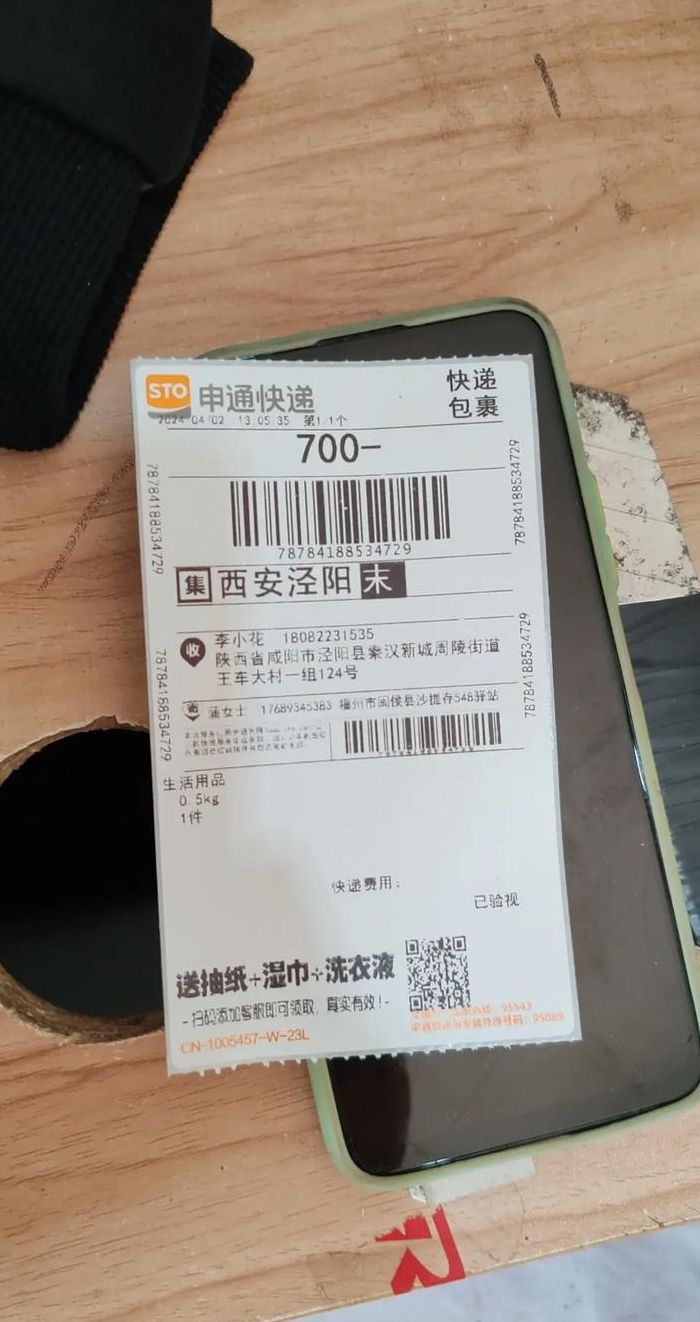 STO 申通快递
快递
包裹
2024/04/02 13:05:35 第1/1个
700-
78784188534729
78784188534729
78784188534729
集 西安泾阳 末
收 李小花 18082231535
陕西省咸阳市泾阳县秦汉新城周陵街道
王车大村一组124号
78784188534729
78784188534729
寄 蒲女士 17689345383 福州市闽侯县沙堤存548驿站
生活用品
0.5kg
1件
快递费用:
已验视
送抽纸+湿巾+洗衣液
-扫码添加客服即可领取，真实有效!-
95543
95089
CN-1005457-W-23L
R